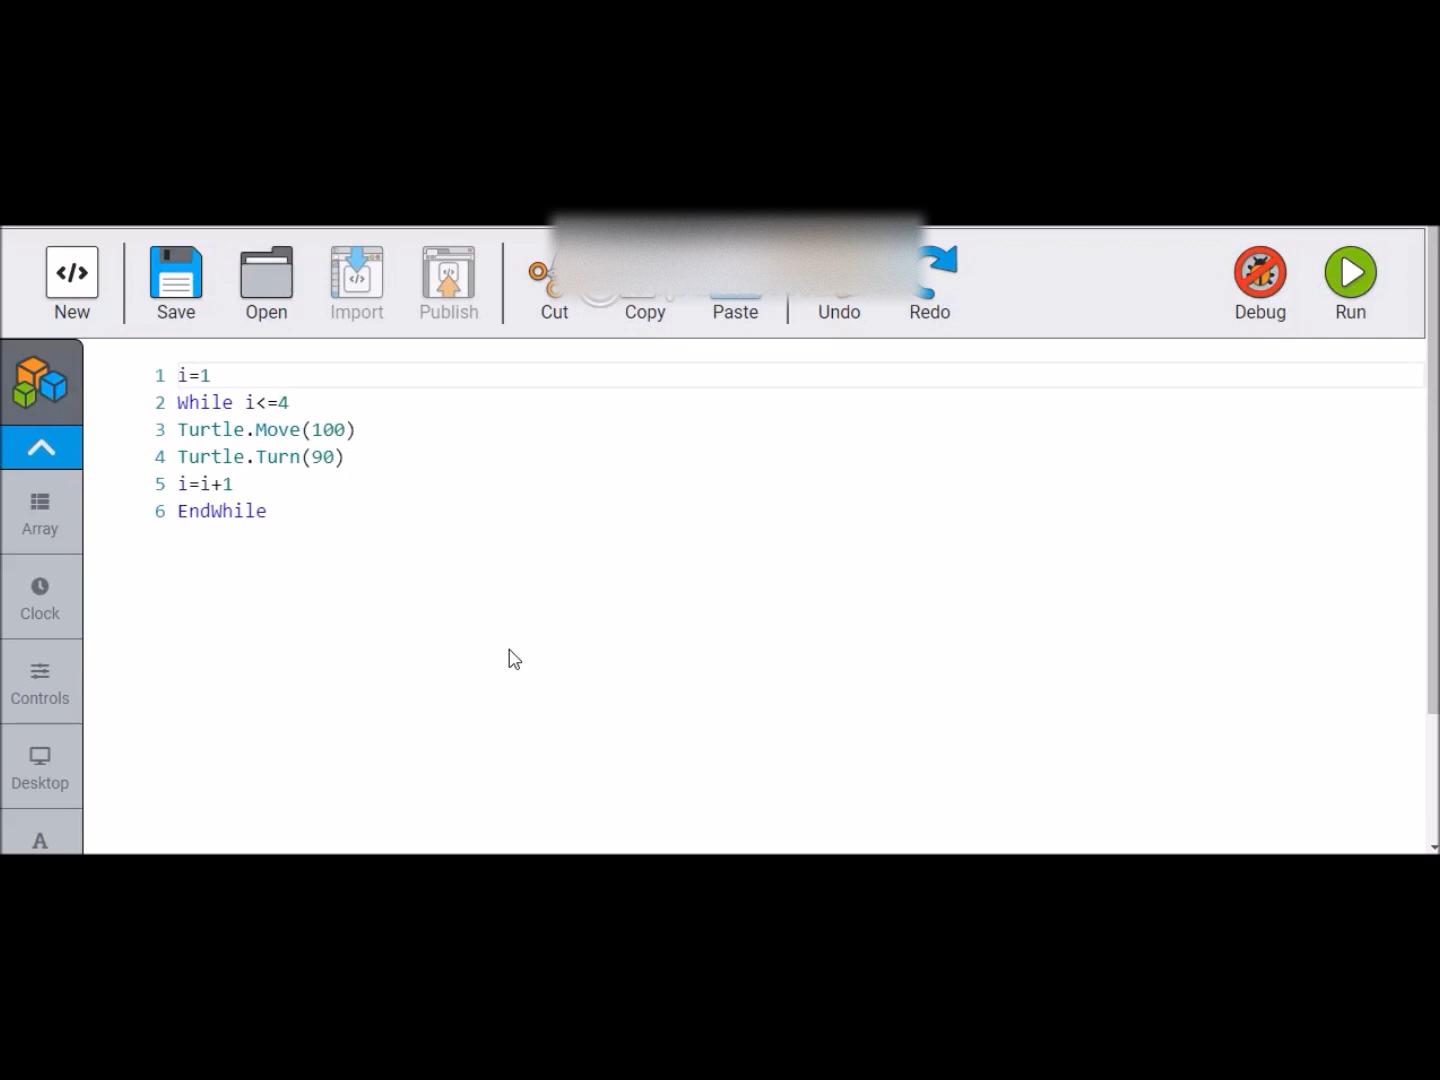 New Save Open Import Publish Cut Copy Paste Undo Redo Debug Run
1 i=1
2 While i<=4
3 Turtle.Move(100)
4 Turtle.Turn(90)
5 i=i+1
6 EndWhile
Array
Clock
Controls
Desktop
A